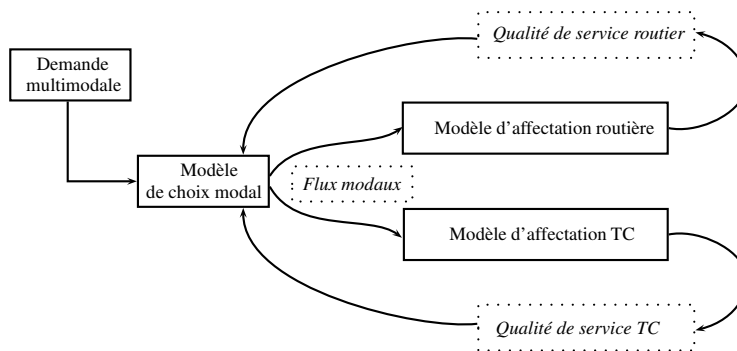 Qualité de service routier
Demande
multimodale
Modèle d'affectation routière
Modèle
de choix modal
Flux modaux
Modèle d'affectation TC
Qualité de service TC